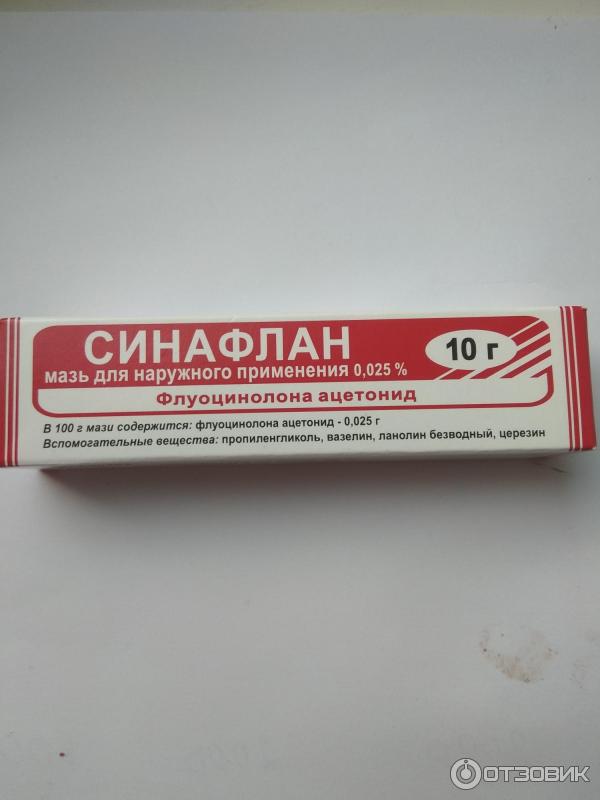 СИНАФЛАН
мазь для наружного применения 0,025 %
10 г
Флуоцинолона ацетонид
В 100 г мази содержится: флуоцинолона ацетонид - 0,025 г
Вспомогательные вещества: пропиленгликоль, вазелин, ланолин безводный, церезин
ОТЗОВИК